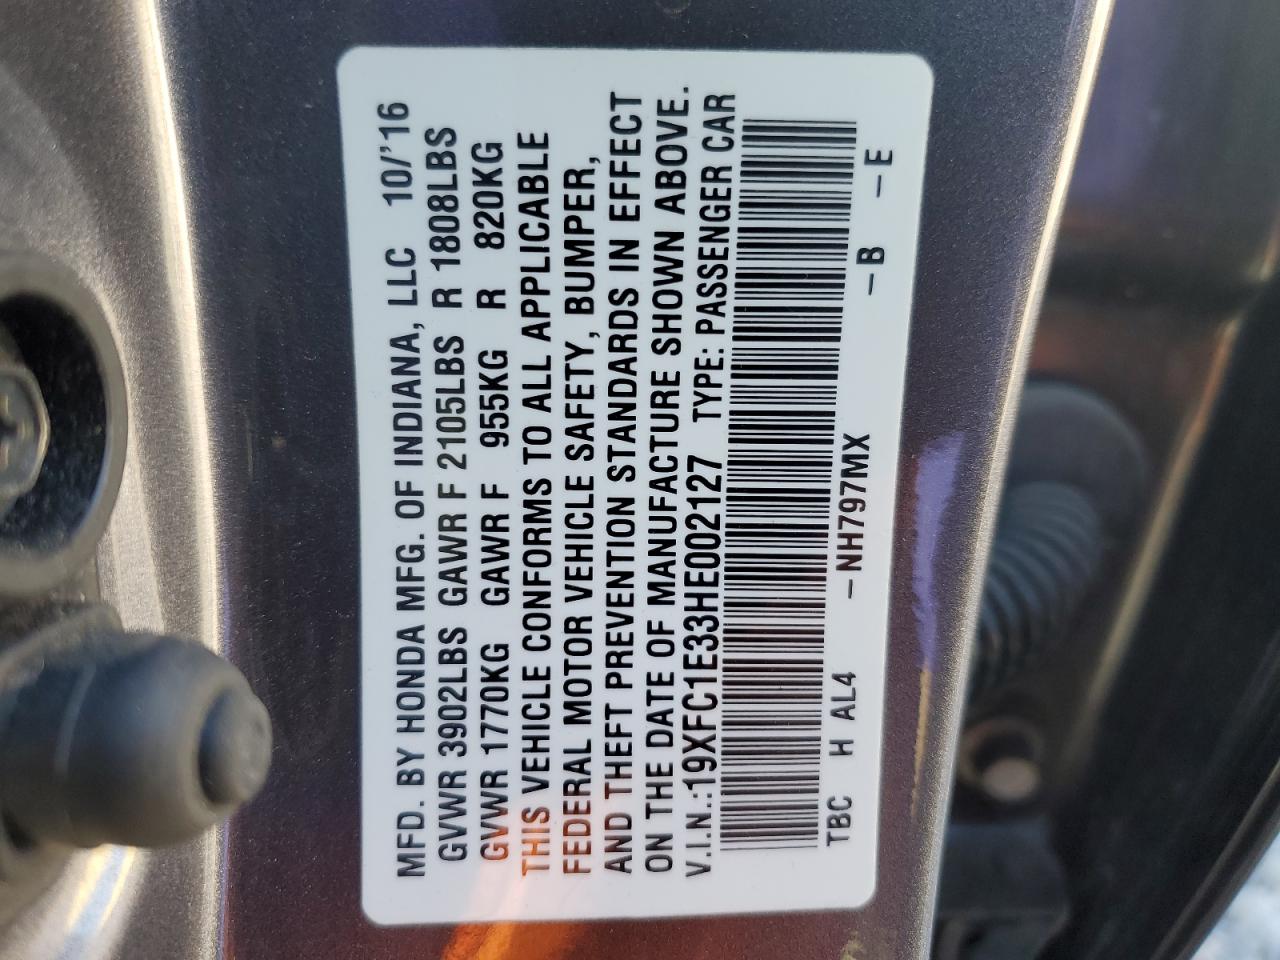 MFD. BY HONDA MFG. OF INDIANA, LLC 10/'16
GVWR 3902LBS GAWR F 2105LBS R 1808LBS
GVWR 1770KG GAWR F 955KG R 820KG
THIS VEHICLE CONFORMS TO ALL APPLICABLE
FEDERAL MOTOR VEHICLE SAFETY, BUMPER,
AND THEFT PREVENTION STANDARDS IN EFFECT
ON THE DATE OF MANUFACTURE SHOWN ABOVE.
V.I.N.:19XFC1E33HE002127 TYPE: PASSENGER CAR
TBC H AL4 –NH797MX –B –E